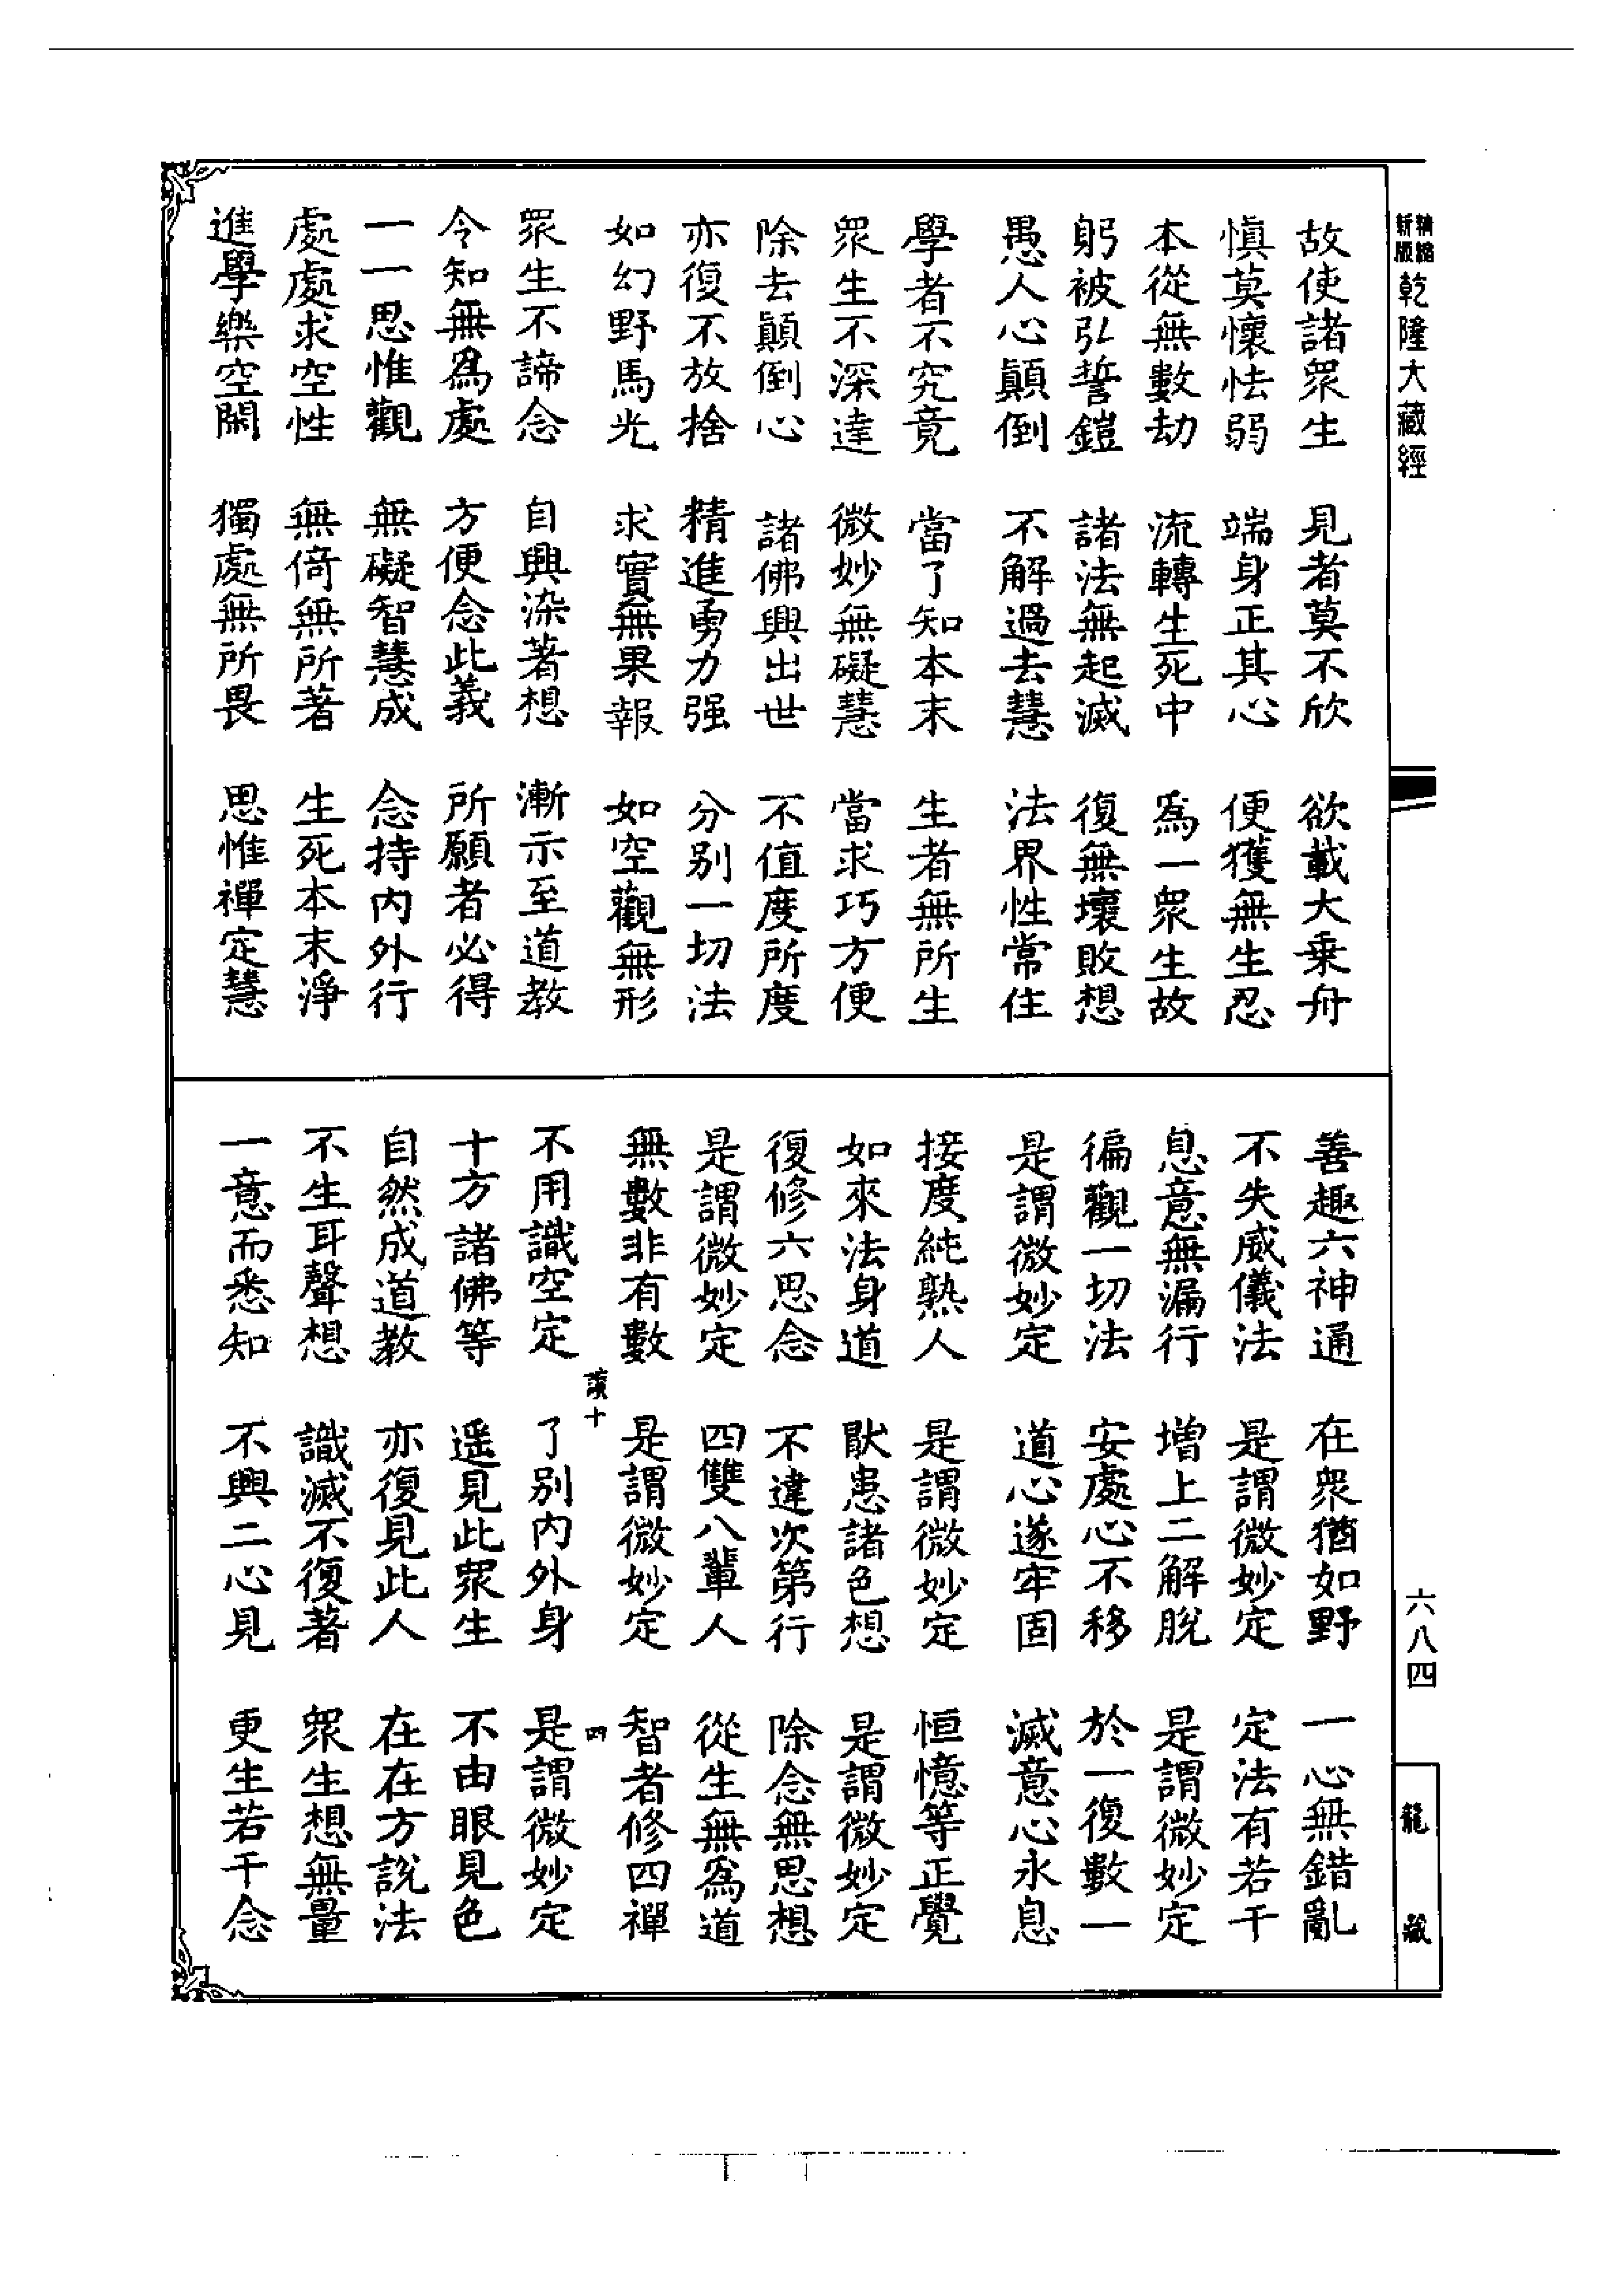 精縮新版乾隆大藏經
故使諸衆生　見者莫不欣　欲載大乗舟
慎莫懷怯弱　端身正其心　便獲無生忍
本從無數劫　流轉生死中　爲一衆生故
躬被弘誓鎧　諸法無起滅　復無壞敗想
愚人心顛倒　不解過去慧　法界性常住
學者不究竟　當了知本末　生者無所生
衆生不深達　微妙無礙慧　當求巧方便
除去顛倒心　諸佛興出世　不值度所度
亦復不放捨　精進勇力强　分別一切法
如幻野馬光　求實無果報　如空觀無形
衆生不諦念　自興染著想　漸示至道教
今知無爲處　方便念此義　所願者必得
一一思惟觀　無礙智慧成　念持內外行
處處求空性　無倚無所著　生死本末淨
進學樂空閑　獨處無所畏　思惟禪定慧
善趣六神通　在衆猶如野　一心無錯亂
不失威儀法　是謂微妙定　定法有若干
息意無漏行　增上二解脫　是謂微妙定
徧觀一切法　安處心不移　於一復數一
是謂微妙定　道心遂牢固　滅意心永息
接度純熟人　是謂微妙定　恒憶等正覺
如來法身道　猒患諸色想　是謂微妙定
復修六思念　不違次第行　除念無思想
是謂微妙定　四雙八輩人　從生無爲道
無數非有數　是謂微妙定　智者修四禪
讚十　四
不用識空定　了別內外身　是謂微妙定
十方諸佛等　遥見此衆生　不由眼見色
自然成道教　亦復見此人　在在方說法
不生耳聲想　識滅不復著　衆生想無量
一意而悉知　不興二心見　更生若干念
六八四
龍藏